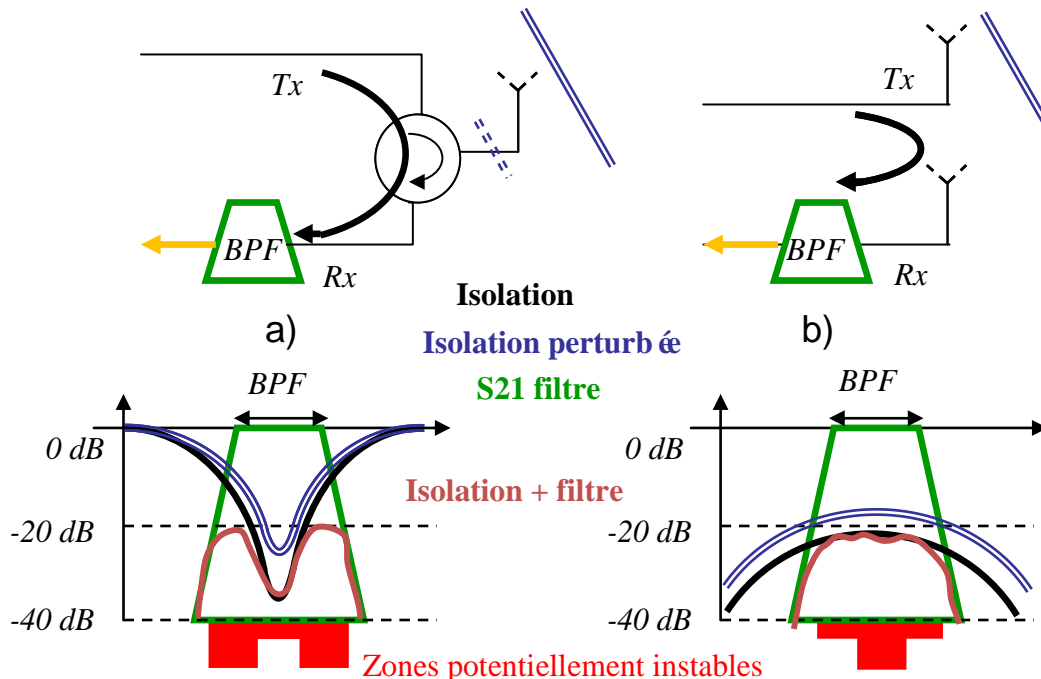 Tx
BPF
Rx
a)
Tx
BPF
Rx
b)
Isolation
Isolation perturbée
S21 filtre
BPF
0 dB
-20 dB
-40 dB
Isolation + filtre
BPF
0 dB
-20 dB
-40 dB
Zones potentiellement instables